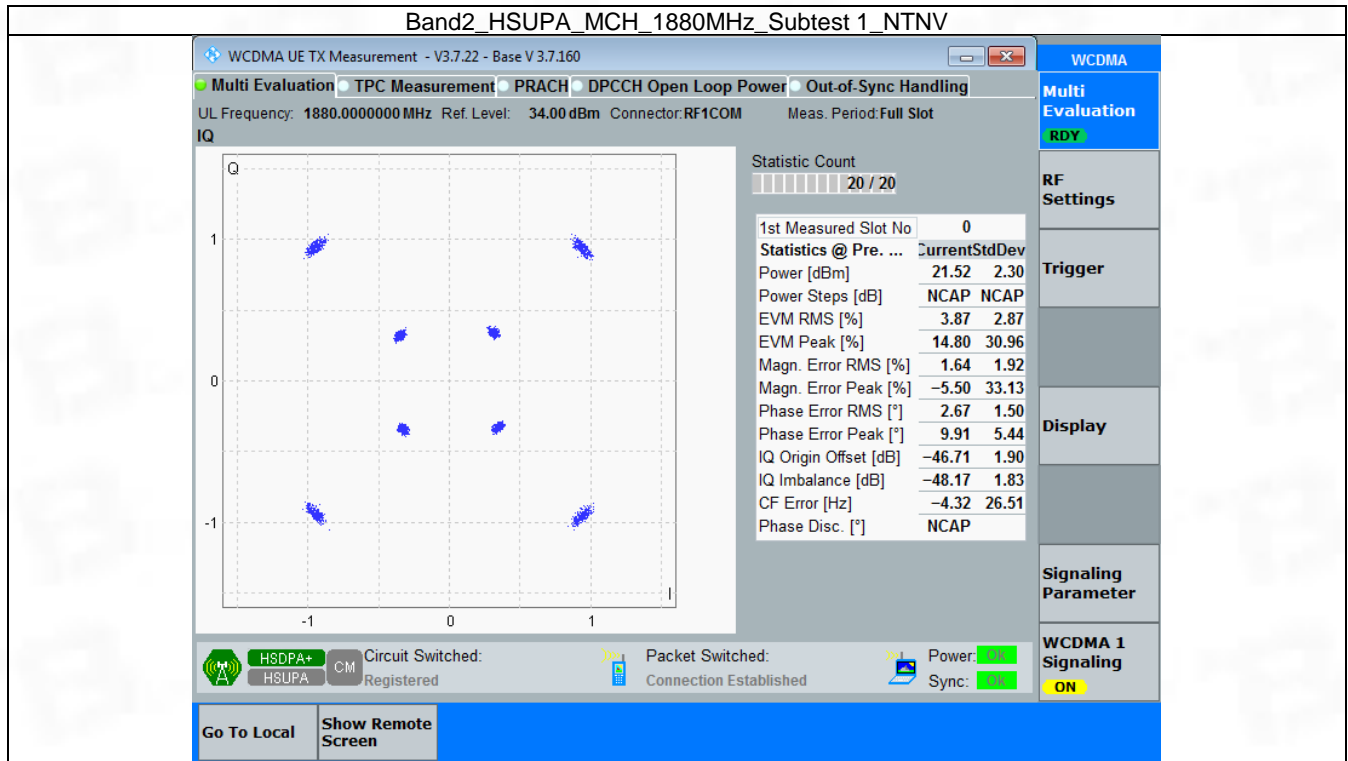 Band2_HSUPA_MCH_1880MHz_Subtest 1_NTNV
WCDMA UE TX Measurement - V3.7.22 - Base V 3.7.160
WCDMA
Multi Evaluation TPC Measurement PRACH DPCCH Open Loop Power Out-of-Sync Handling
UL Frequency: 1880.0000000 MHz Ref. Level: 34.00 dBm Connector: RF1COM Meas. Period: Full Slot
IQ
Q
1
0
-1
-1 0 1
I
Statistic Count
20 / 20
1st Measured Slot No 0
Statistics @ Pre. ... Current StdDev
Power [dBm] 21.52 2.30
Power Steps [dB] NCAP NCAP
EVM RMS [%] 3.87 2.87
EVM Peak [%] 14.80 30.96
Magn. Error RMS [%] 1.64 1.92
Magn. Error Peak [%] −5.50 33.13
Phase Error RMS [°] 2.67 1.50
Phase Error Peak [°] 9.91 5.44
IQ Origin Offset [dB] −46.71 1.90
IQ Imbalance [dB] −48.17 1.83
CF Error [Hz] −4.32 26.51
Phase Disc. [°] NCAP
Multi
Evaluation
RDY
RF
Settings
Trigger
Display
Signaling
Parameter
WCDMA 1
Signaling
ON
HSDPA+ CM Circuit Switched: Packet Switched: Power: Ok
HSUPA Registered Connection Established Sync: Ok
Go To Local
Show Remote
Screen